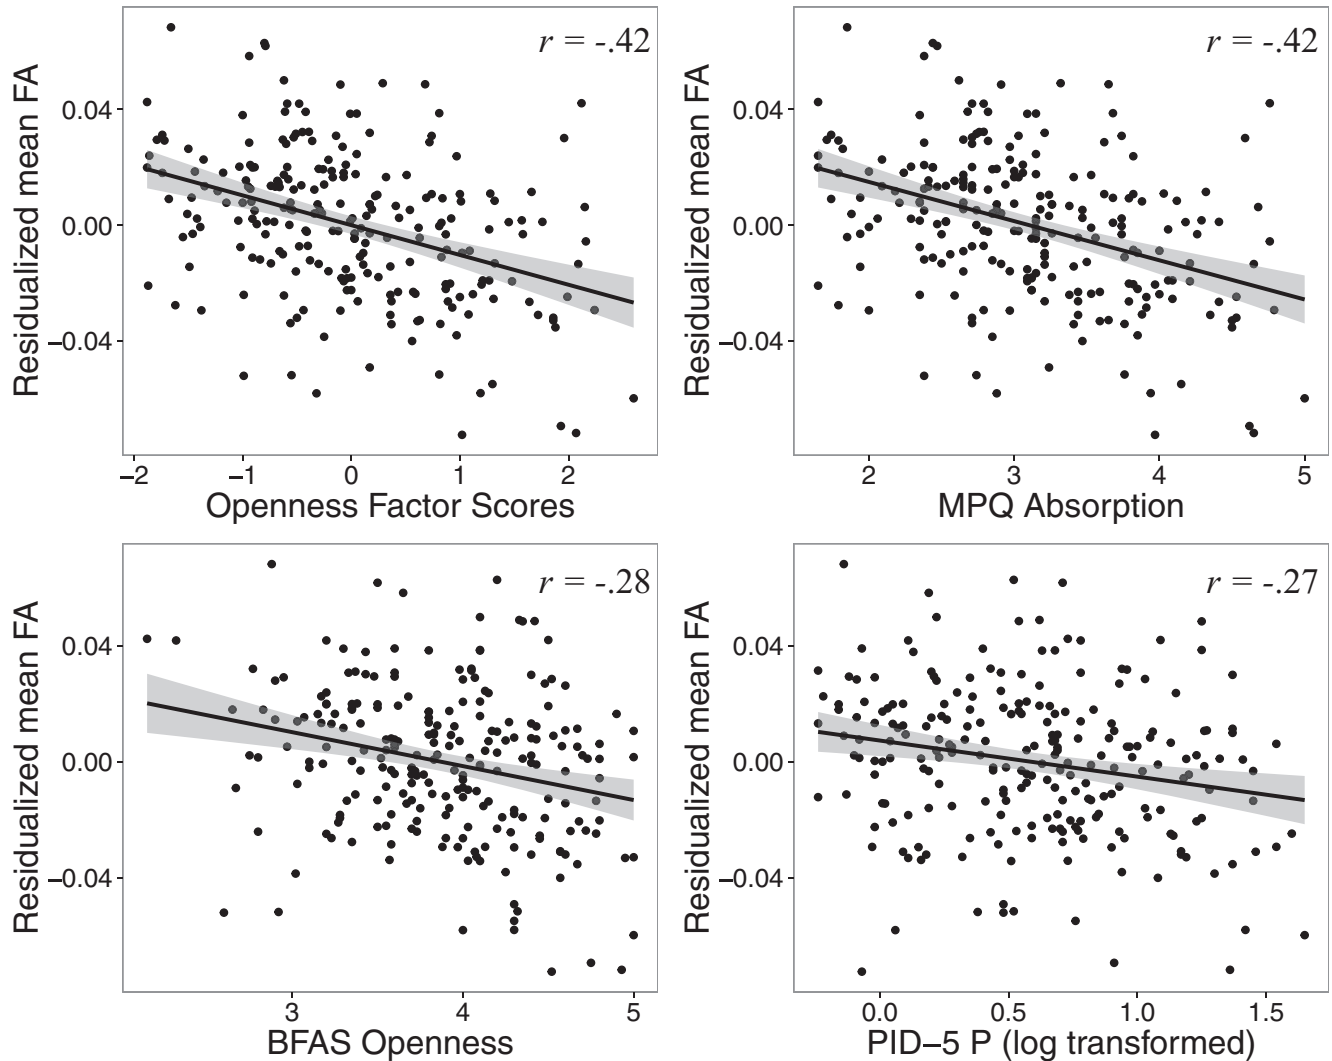 r = -.42
Residualized mean FA
0.04
0.00
−0.04
−2 −1 0 1 2
Openness Factor Scores
r = -.42
Residualized mean FA
0.04
0.00
−0.04
2 3 4 5
MPQ Absorption
r = -.28
Residualized mean FA
0.04
0.00
−0.04
3 4 5
BFAS Openness
r = -.27
Residualized mean FA
0.04
0.00
−0.04
0.0 0.5 1.0 1.5
PID−5 P (log transformed)